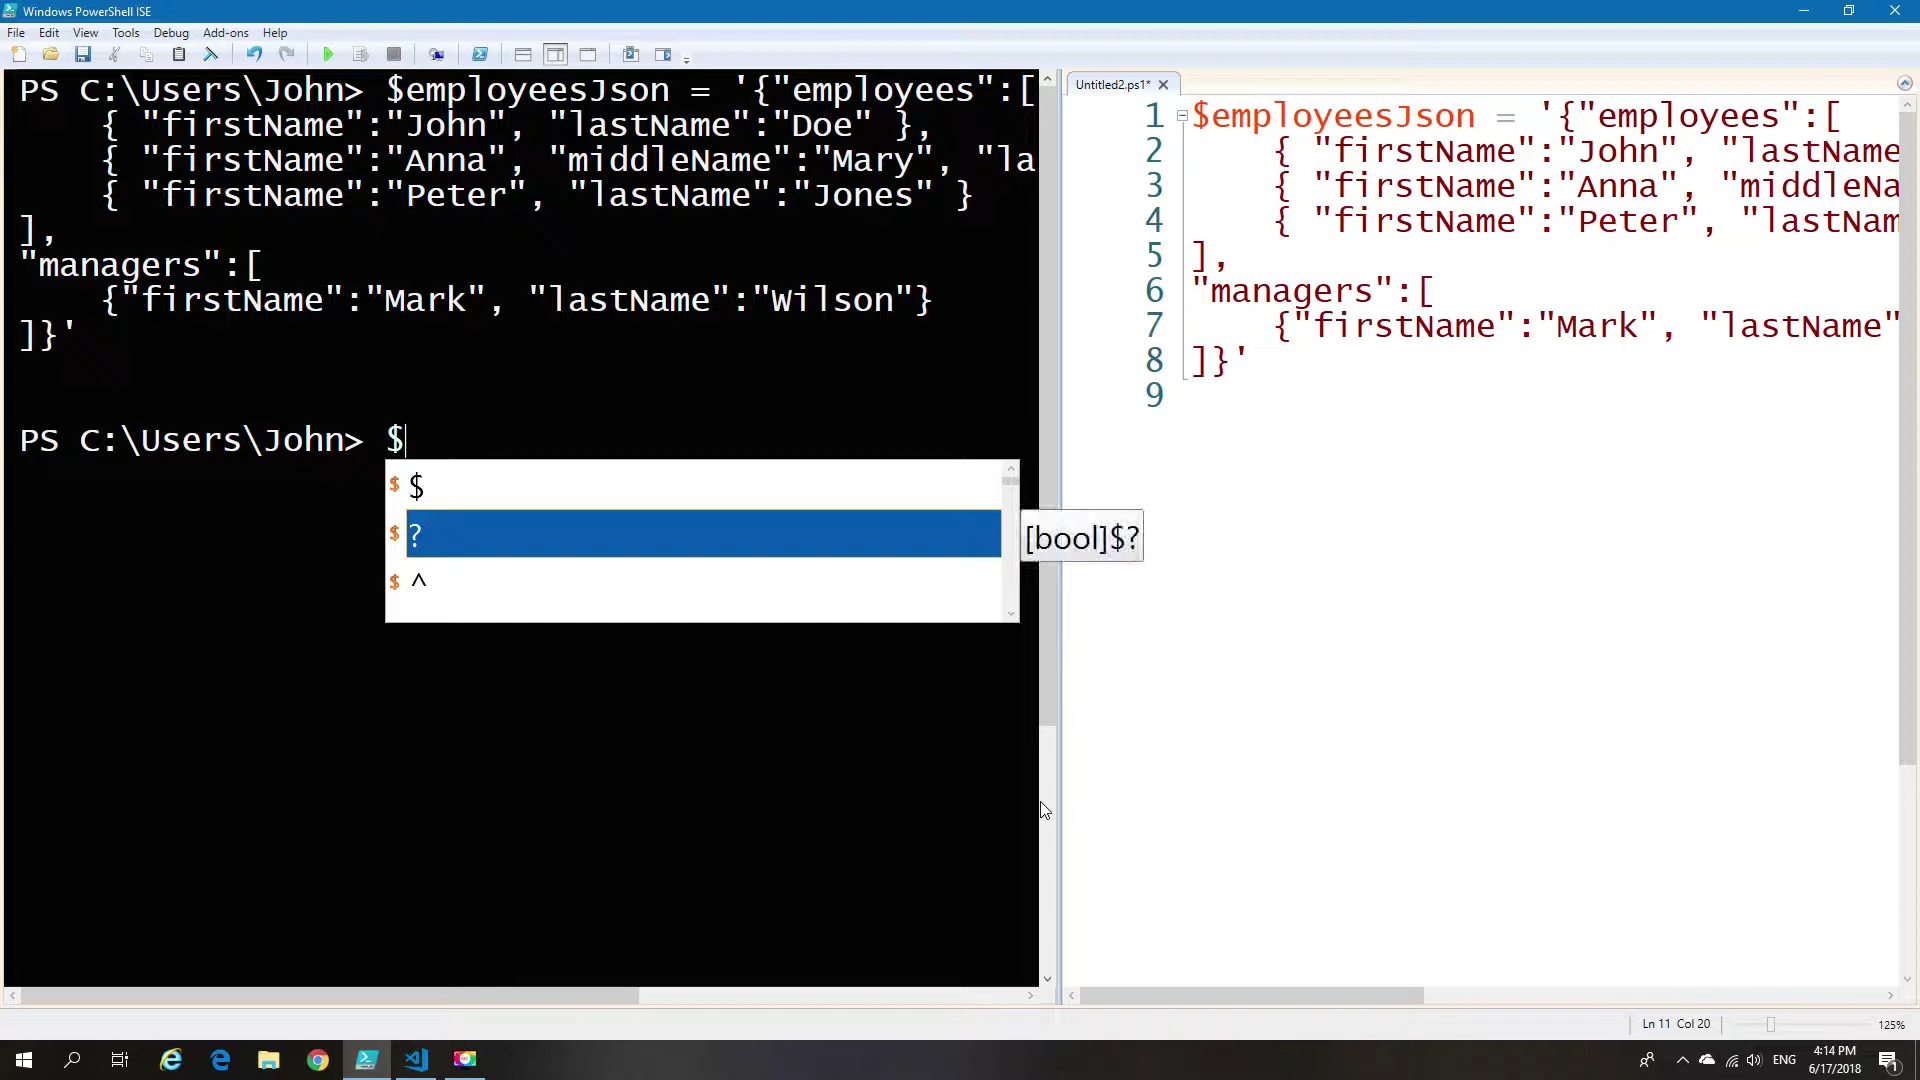 Windows PowerShell ISE
File Edit View Tools Debug Add-ons Help
PS C:\Users\John> $employeesJson = '{"employees":[
{ "firstName":"John", "lastName":"Doe" },
{ "firstName":"Anna", "middleName":"Mary", "la
{ "firstName":"Peter", "lastName":"Jones" }
],
"managers":[
{"firstName":"Mark", "lastName":"Wilson"}
]}'
PS C:\Users\John> $
$ $
$ ?
$ ^
[bool]$?
Untitled2.ps1*
1 $employeesJson = '{"employees":[
2 { "firstName":"John", "lastName
3 { "firstName":"Anna", "middleNa
4 { "firstName":"Peter", "lastNam
5 ],
6 "managers":[
7 {"firstName":"Mark", "lastName"
8 ]}'
9
Ln 11 Col 20
125%
ENG
4:14 PM
6/17/2018
1